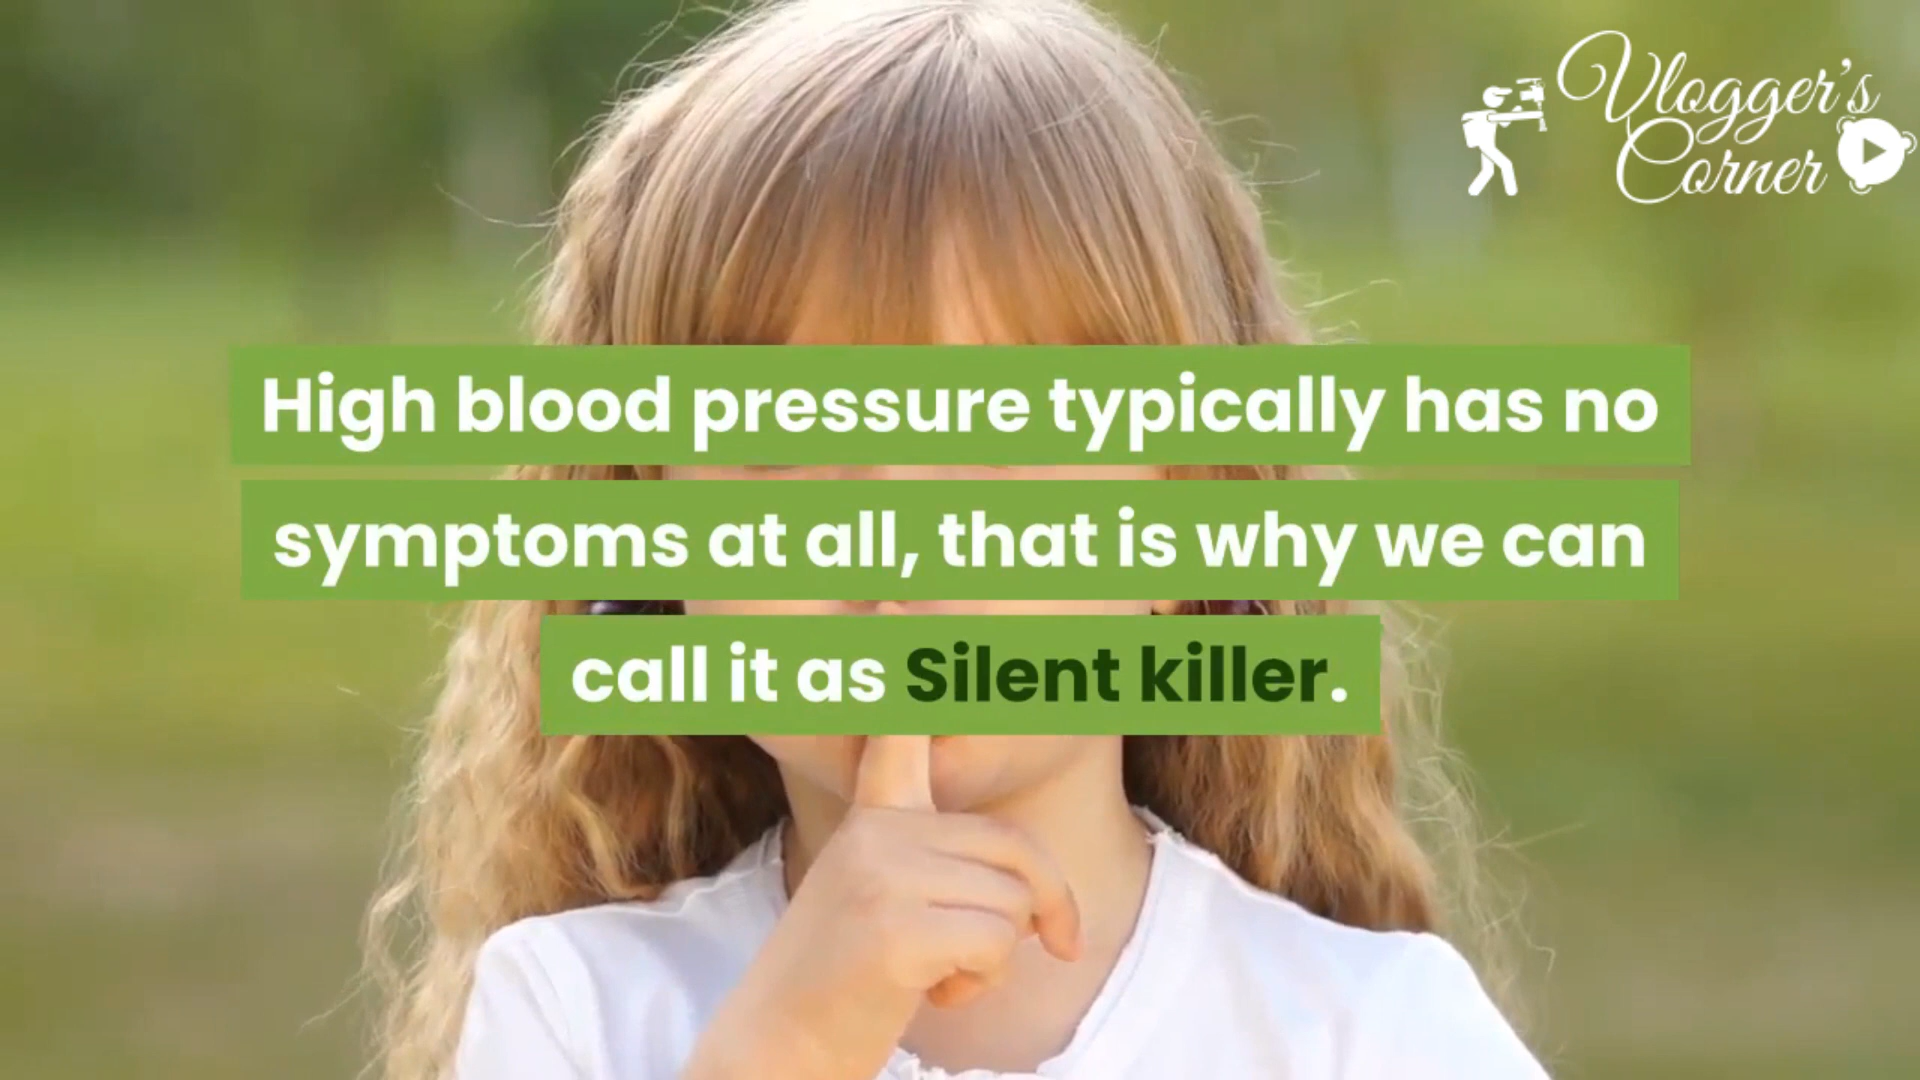 Vlogger's
Corner
High blood pressure typically has no
symptoms at all, that is why we can
call it as Silent killer.